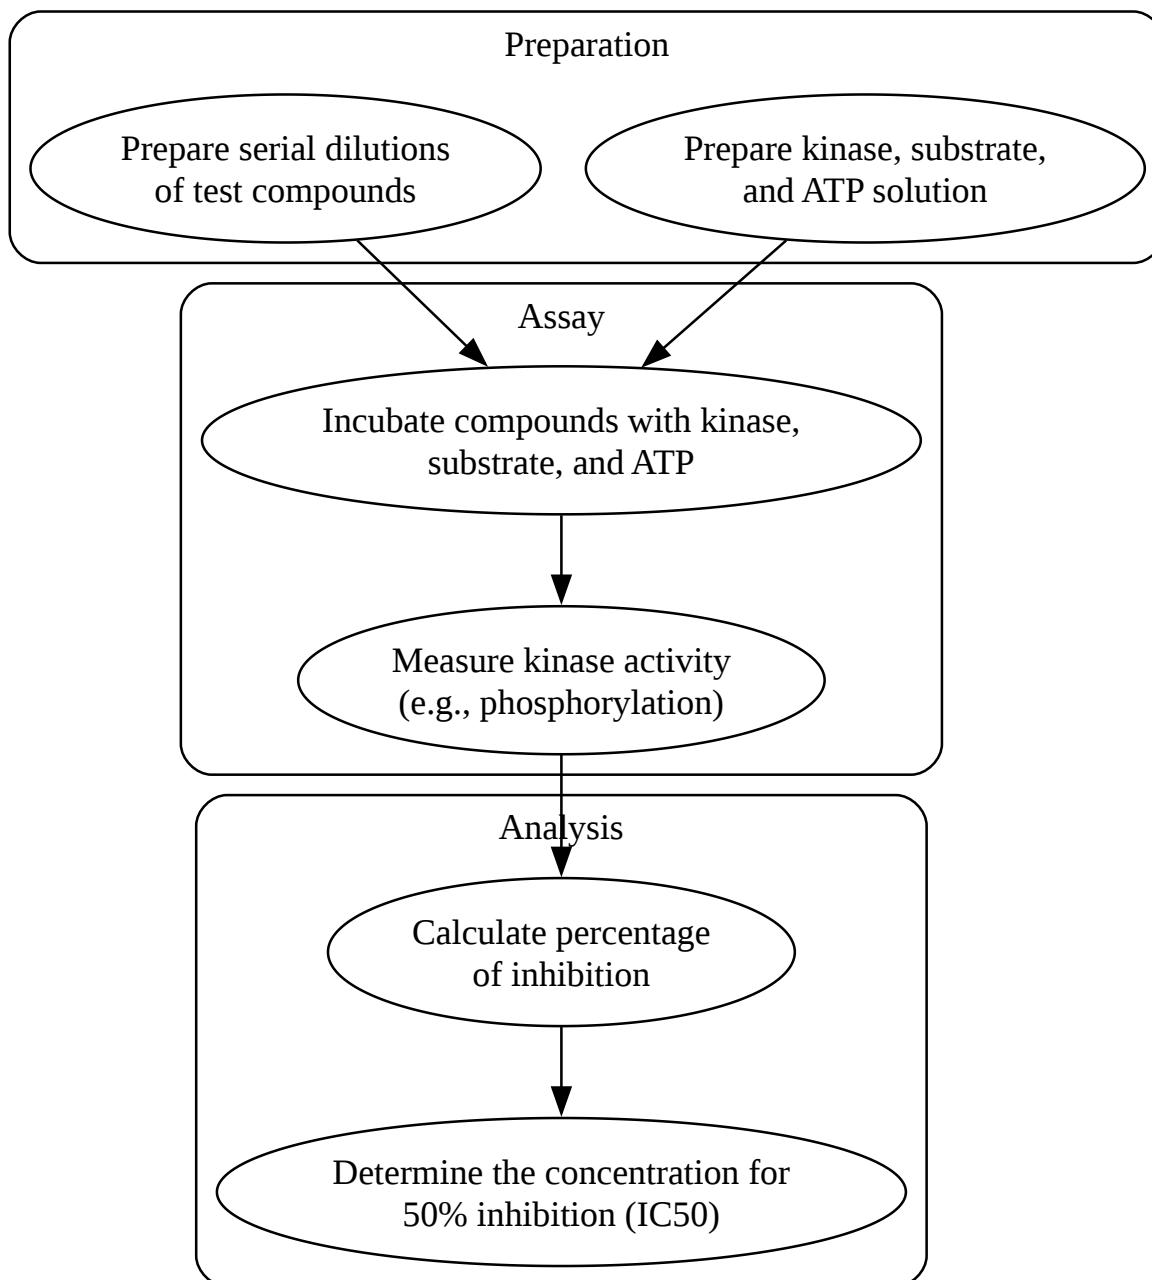 Preparation
Prepare serial dilutions
of test compounds
Prepare kinase, substrate,
and ATP solution
Assay
Incubate compounds with kinase,
substrate, and ATP
Measure kinase activity
(e.g., phosphorylation)
Analysis
Calculate percentage
of inhibition
Determine the concentration for
50% inhibition (IC50)